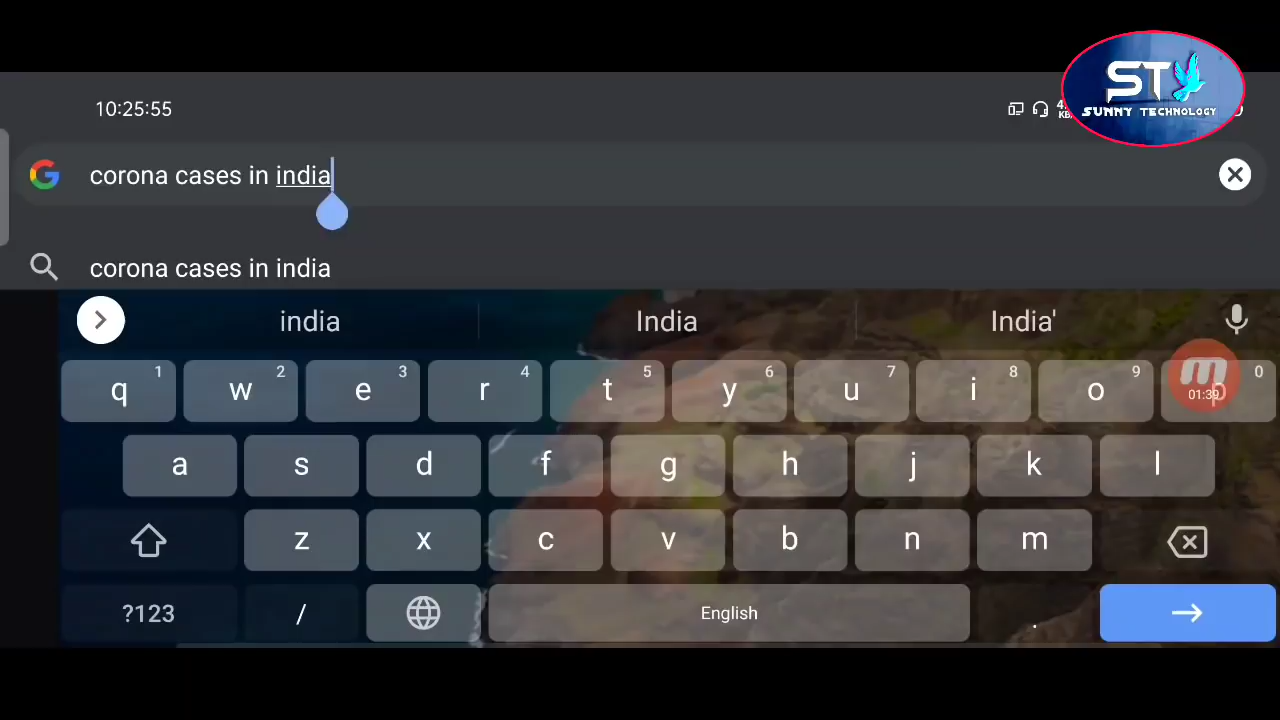 10:25:55
ST
SUNNY TECHNOLOGY
corona cases in india
corona cases in india
india India India'
q 1 w 2 e 3 r 4 t 5 y 6 u 7 i 8 o 9 p 0
01:39
a s d f g h j k l
z x c v b n m
?123 / English .